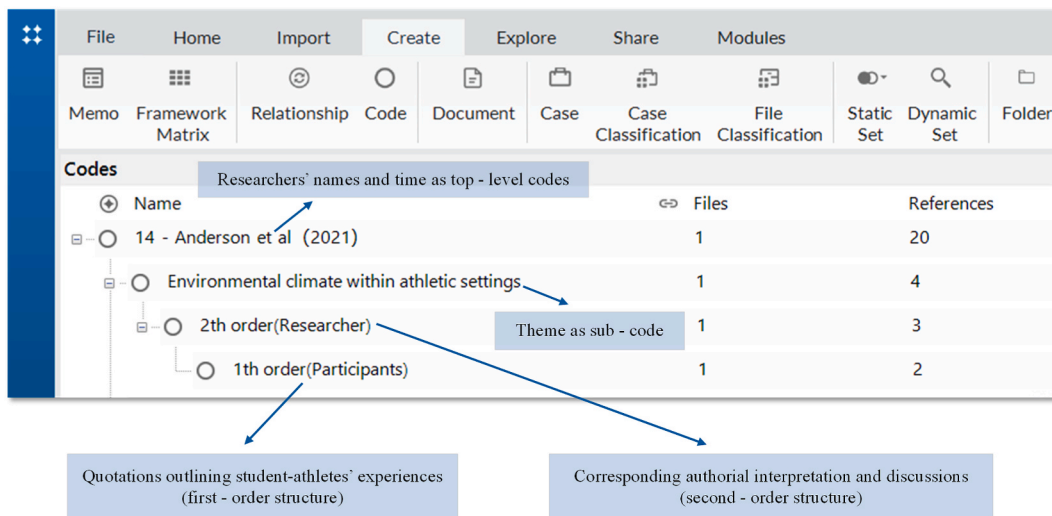 File Home Import Create Explore Share Modules
Memo Framework Matrix Relationship Code Document Case Case Classification File Classification Static Set Dynamic Set Folder
Codes
Researchers' names and time as top - level codes
Name Files References
14 - Anderson et al (2021) 1 20
Environmental climate within athletic settings 1 4
2th order(Researcher) 1 3
Theme as sub - code
1th order(Participants) 1 2
Quotations outlining student-athletes' experiences
(first - order structure)
Corresponding authorial interpretation and discussions
(second - order structure)